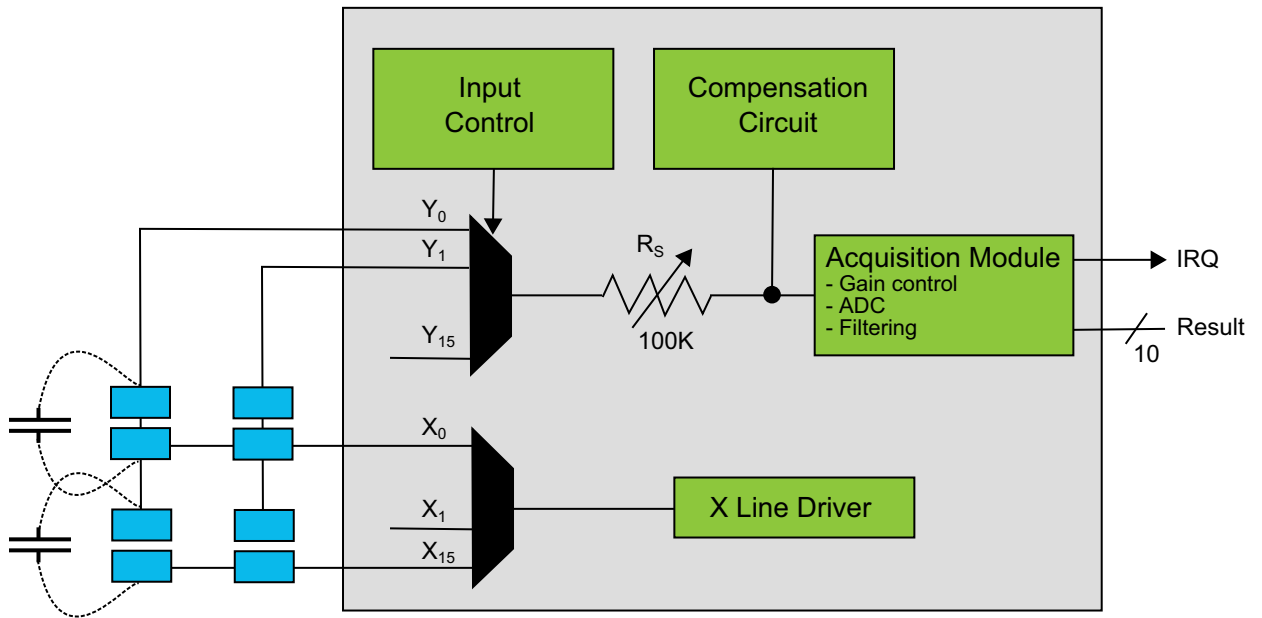 Input
Control
Compensation
Circuit
Y0
Y1
Y15
RS
100K
Acquisition Module
- Gain control
- ADC
- Filtering
IRQ
Result
10
X0
X1
X15
X Line Driver